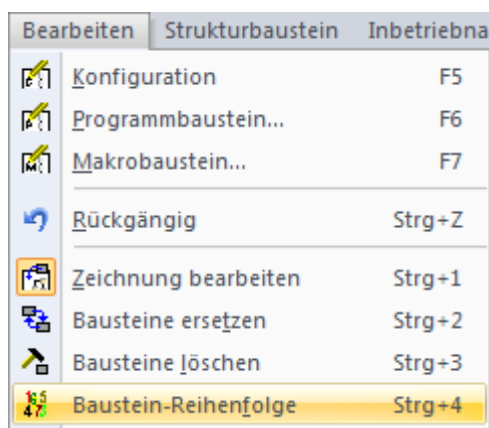 Bearbeiten Strukturbaustein Inbetriebna
Konfiguration F5
Programmbaustein... F6
Makrobaustein... F7
Rückgängig Strg+Z
Zeichnung bearbeiten Strg+1
Bausteine ersetzen Strg+2
Bausteine löschen Strg+3
Baustein-Reihenfolge Strg+4